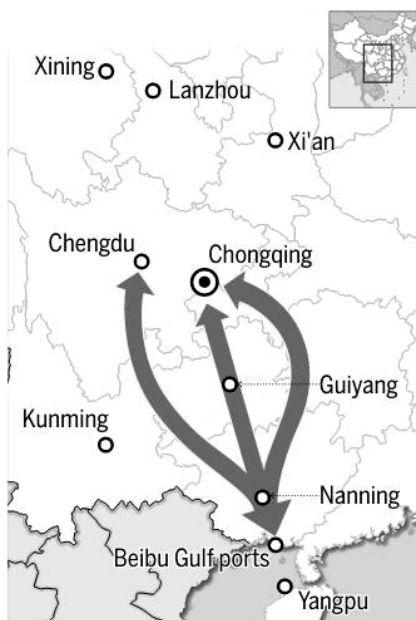 Xining
Lanzhou
Xi'an
Chengdu
Chongqing
Guiyang
Kunming
Nanning
Beibu Gulf ports
Yangpu